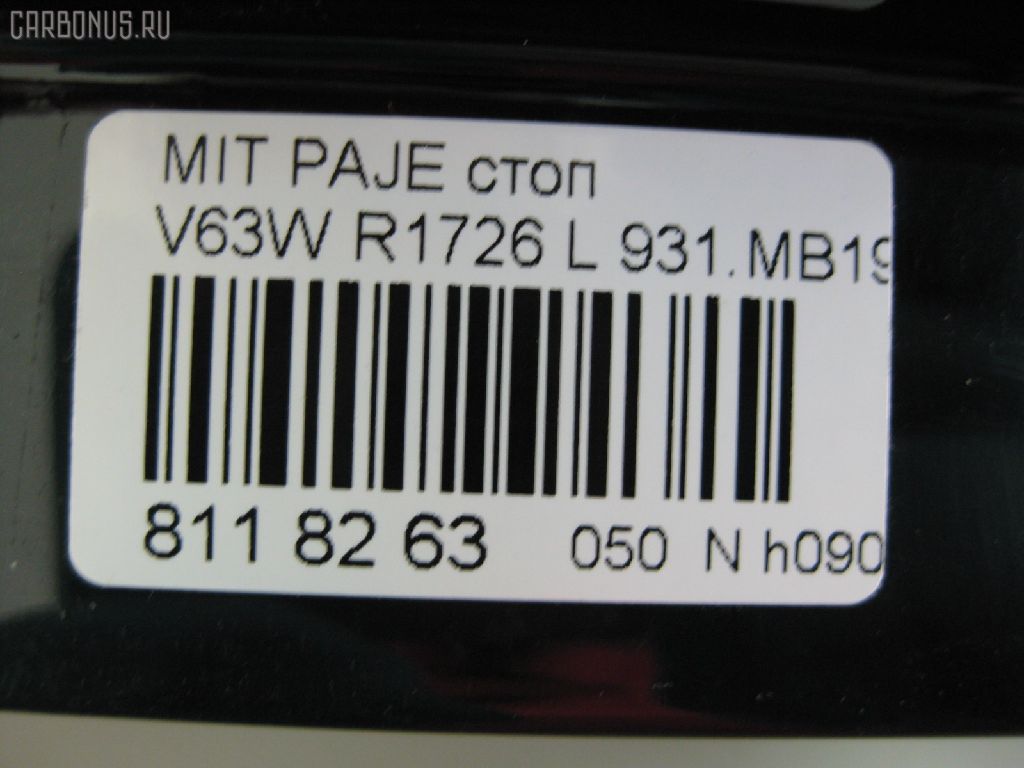 CARBONUS.RU
MIT PAJE стоп
V63W R1726 L 931.MB19
811 82 63 050 N h090